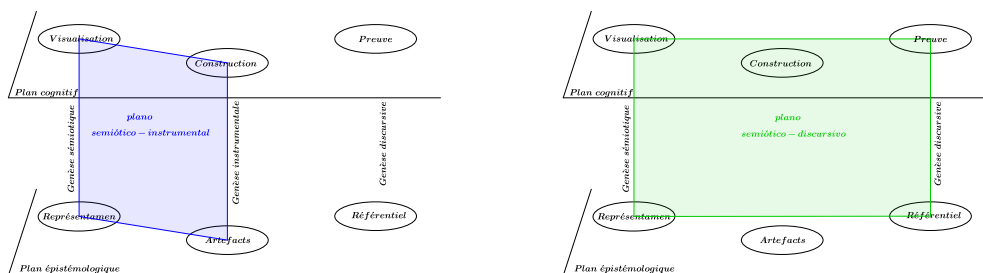 Visualisation
Preuve
Construction
Plan cognitif
Genèse sémiotique
plano
semiótico – instrumental
Genèse instrumentale
Genèse discursive
Représentamen
Référentiel
Artefacts
Plan épistémologique
Visualisation
Preuve
Construction
Plan cognitif
Genèse sémiotique
plano
semiótico – discursivo
Genèse discursive
Représentamen
Référentiel
Artefacts
Plan épistémologique